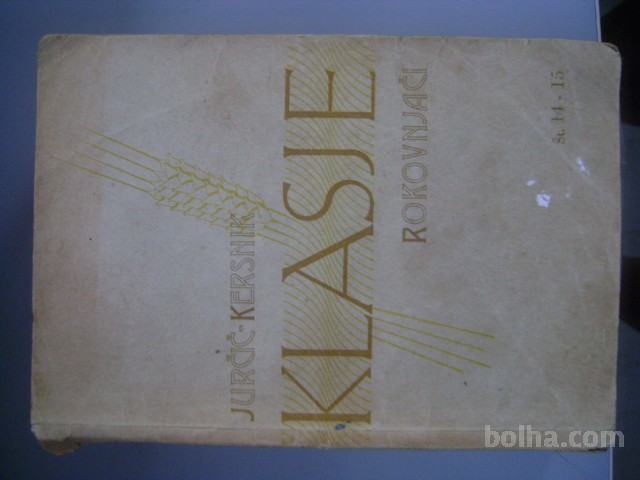 JURČIČ-KERSNIK
KLASJE
ROKOVNJAČI
Št. 14-15
bolha.com